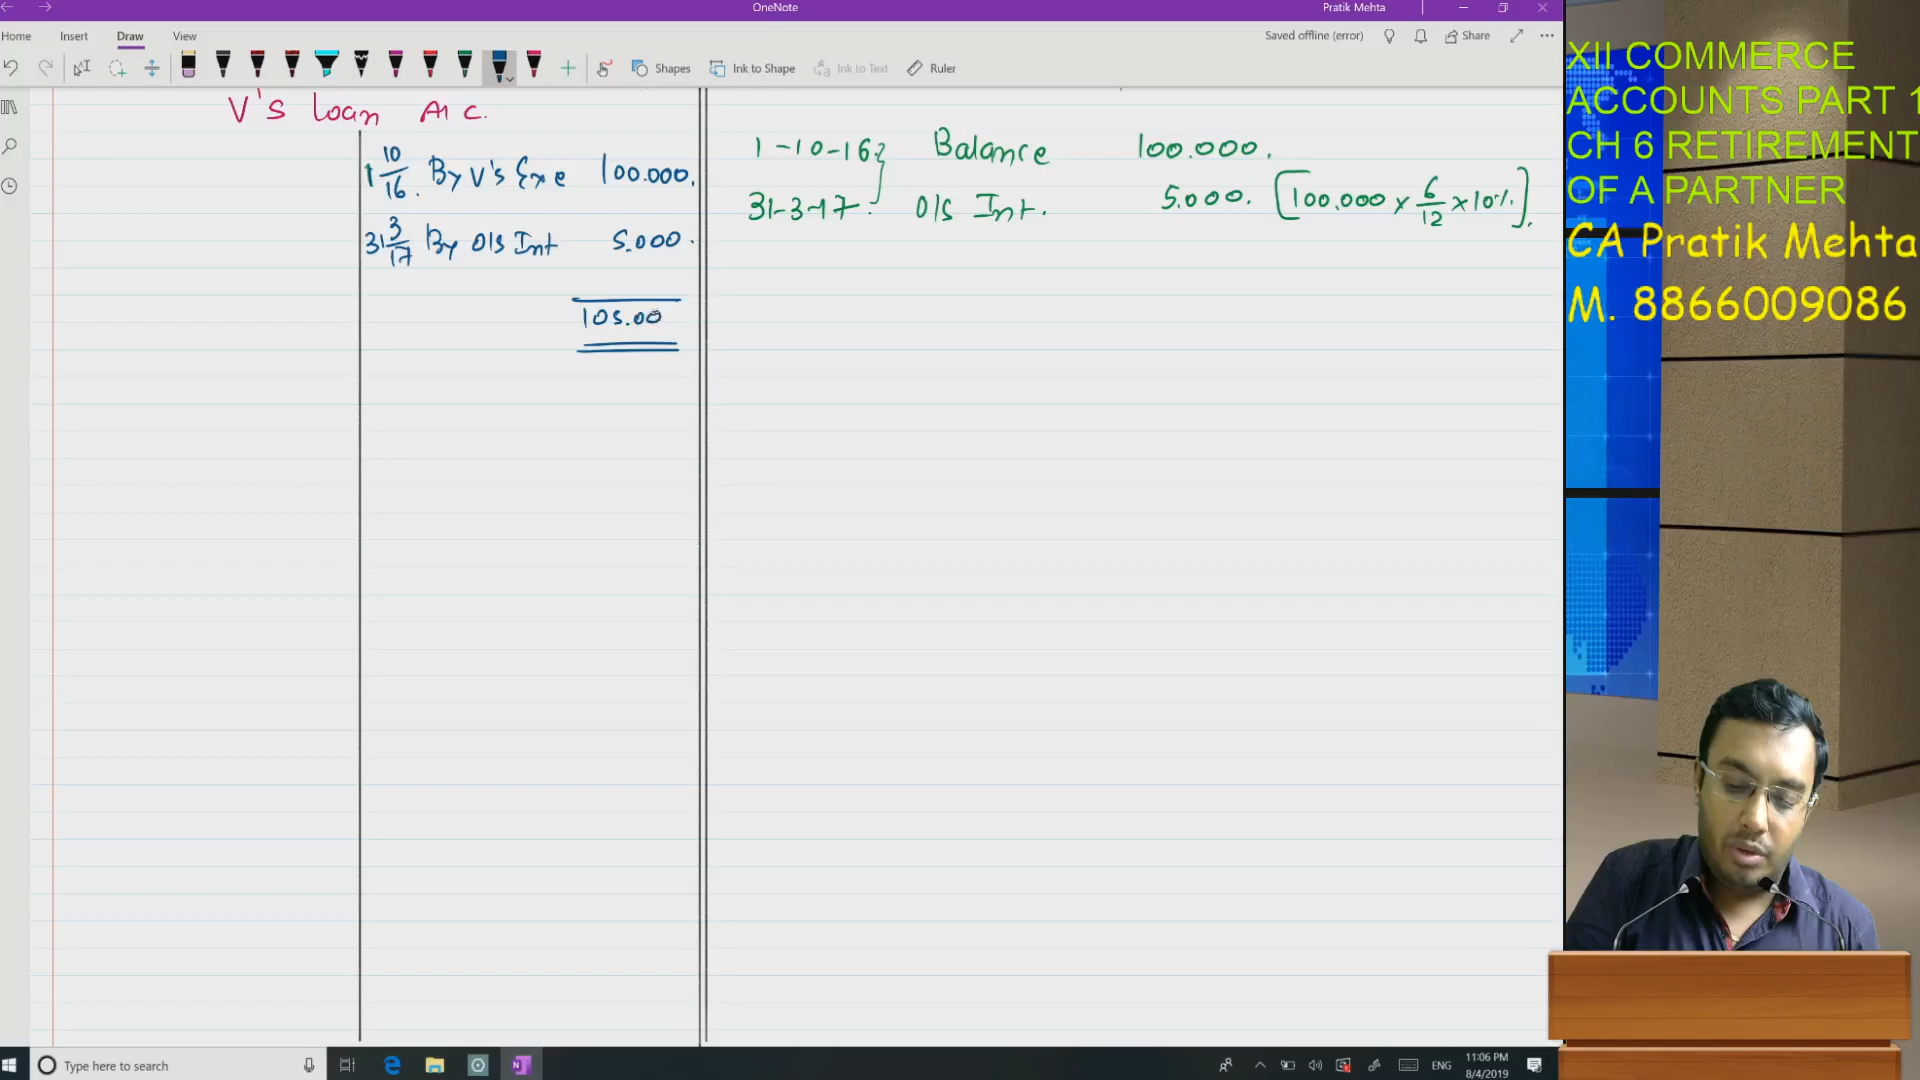 OneNote
Pratik Mehta
Home Insert Draw View
Saved offline (error) Share
Shapes Ink to Shape Ink to Text Ruler
V's loan A/c.
1 10/16. By V's Exe 100.000.
31 3/17 By O/s Int 5.000.
105.00
1-10-16 Balance 100.000.
31-3-17. O/s Int. 5.000. [100.000 x 6/12 x 10%].
XII COMMERCE
ACCOUNTS PART 1
CH 6 RETIREMENT
OF A PARTNER
CA Pratik Mehta
M. 8866009086
Type here to search
ENG
11:06 PM
8/4/2019